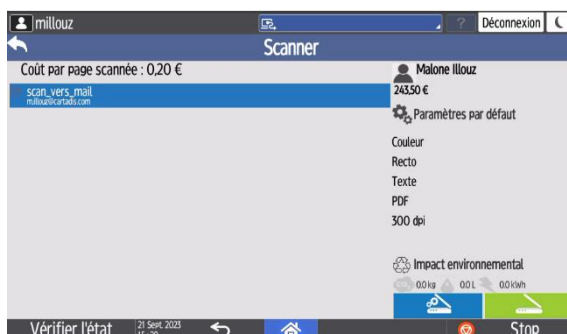 millouz
? Déconnexion
Scanner
Coût par page scannée : 0,20 €
scan_vers_mail
millouz@cartadis.com
Malone Illouz
243,50 €
Paramètres par défaut
Couleur
Recto
Texte
PDF
300 dpi
Impact environnemental
0.0 kg 0.0 L 0.0 kWh
Vérifier l'état
21 Sept. 2023
Stop